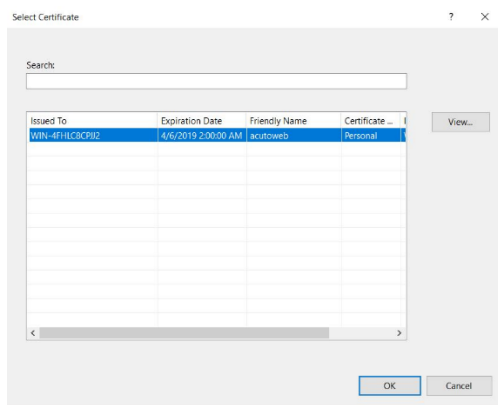 Select Certificate ? ×
Search:
Issued To Expiration Date Friendly Name Certificate ...
View...
WIN-4FHLC8CPJJ2 4/6/2019 2:00:00 AM acutoweb Personal
OK Cancel